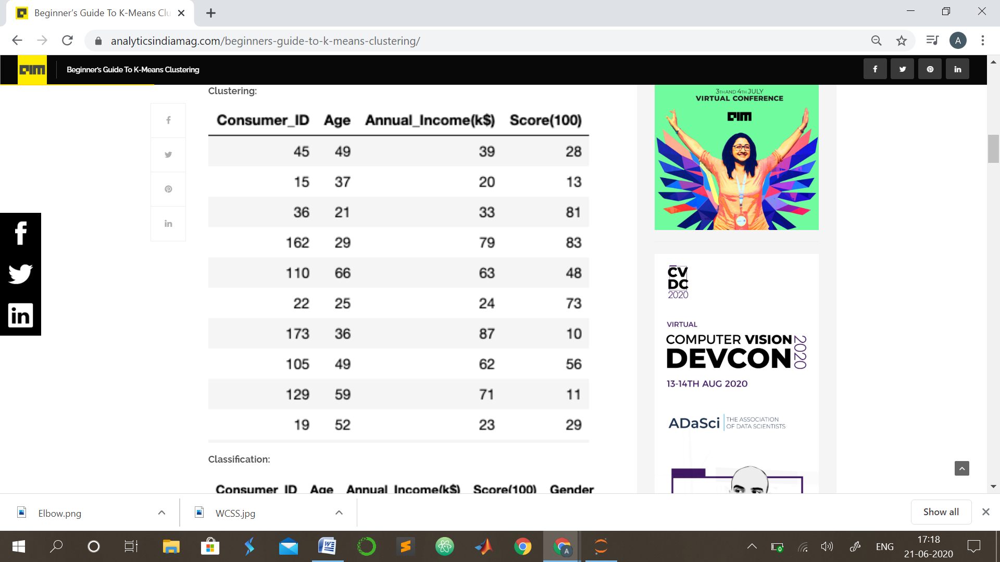 Beginner's Guide To K-Means Clu
analyticsindiamag.com/beginners-guide-to-k-means-clustering/
A
AIM
Beginner's Guide To K-Means Clustering
Clustering:
Consumer_ID Age Annual_Income(k$) Score(100)
45 49 39 28
15 37 20 13
36 21 33 81
162 29 79 83
110 66 63 48
22 25 24 73
173 36 87 10
105 49 62 56
129 59 71 11
19 52 23 29
Classification:
Consumer_ID Age Annual_Income(k$) Score(100) Gender
3TH AND 4TH JULY
VIRTUAL CONFERENCE
AIM
CV
DC
2020
VIRTUAL
COMPUTER VISION
DEVCON 2020
13-14TH AUG 2020
ADaSci THE ASSOCIATION
OF DATA SCIENTISTS
Elbow.png
WCSS.jpg
Show all
ENG
17:18
21-06-2020